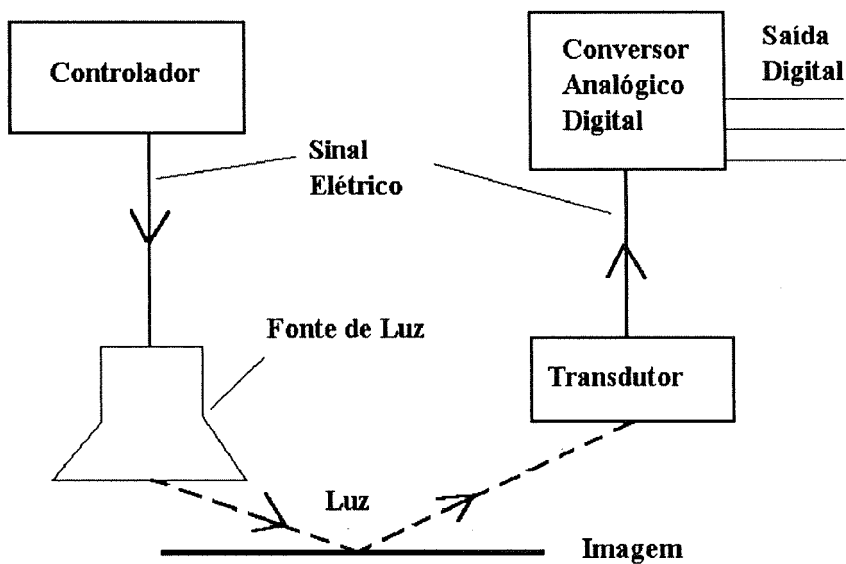 Controlador
Conversor
Analógico
Digital
Saída
Digital
Sinal
Elétrico
Fonte de Luz
Transdutor
Luz
Imagem